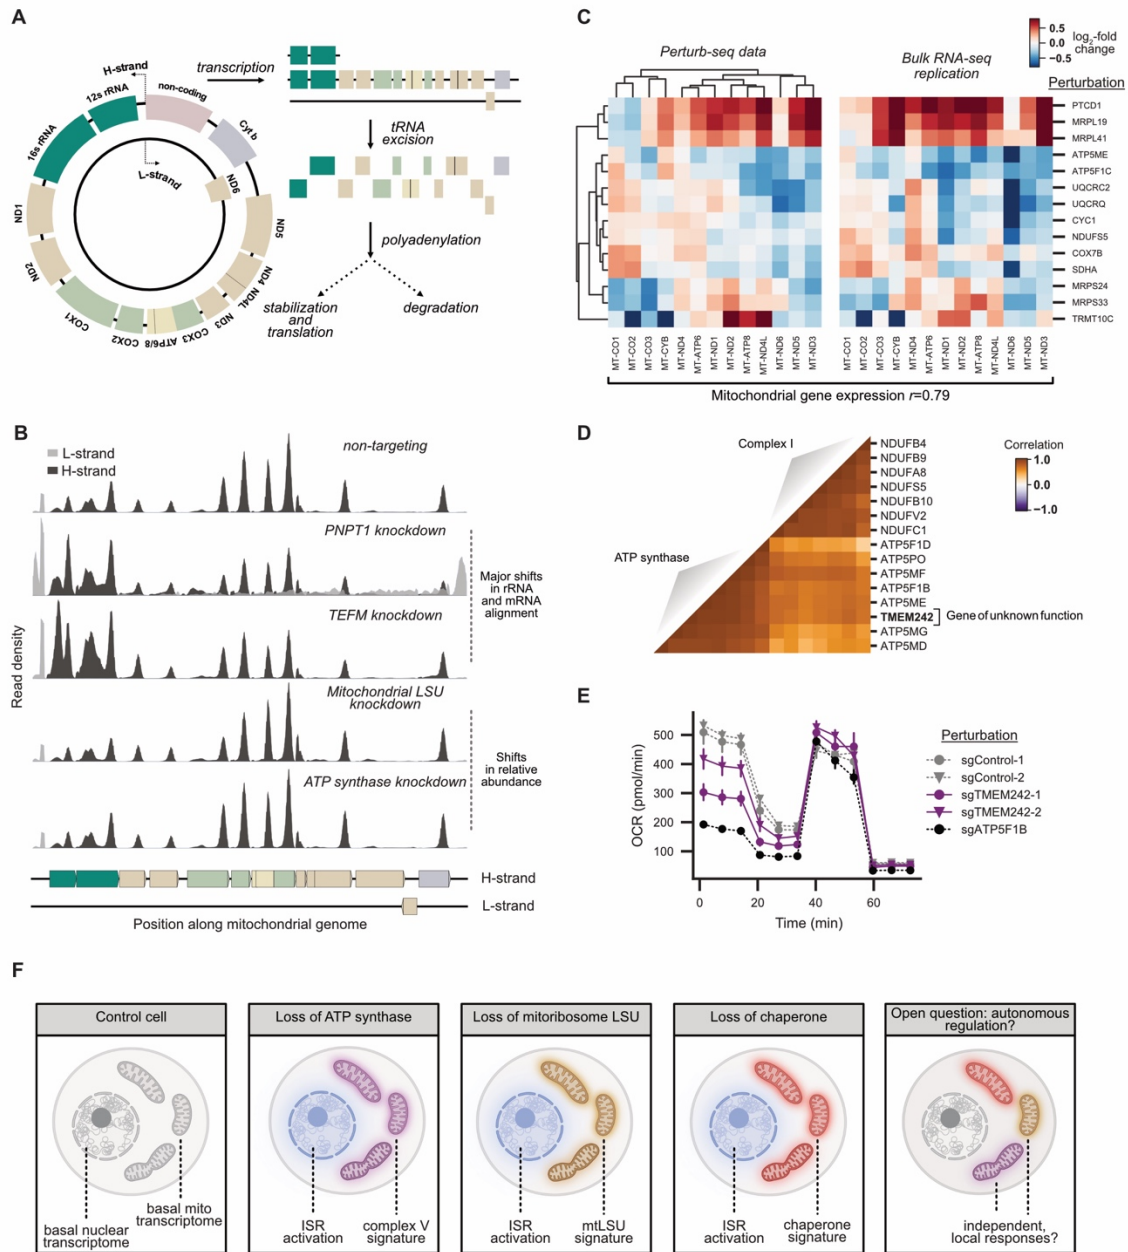 A
H-strand
12s rRNA
non-coding
16s rRNA
Cyt b
L-strand
ND6
ND1
ND5
ND2
ND4
ND4L
COX1
COX2
ATP6/8
COX3
ND3
transcription
tRNA
excision
polyadenylation
stabilization
and
translation
degradation
B
L-strand
H-strand
non-targeting
PNPT1 knockdown
Major shifts
in rRNA
and mRNA
alignment
TEFM knockdown
Mitochondrial LSU
knockdown
Shifts
in relative
abundance
ATP synthase knockdown
Read density
H-strand
L-strand
Position along mitochondrial genome
C
Perturb-seq data
Bulk RNA-seq
replication
0.5
0.0
−0.5
log2-fold
change
Perturbation
PTCD1
MRPL19
MRPL41
ATP5ME
ATP5F1C
UQCRC2
UQCRQ
CYC1
NDUFS5
COX7B
SDHA
MRPS24
MRPS33
TRMT10C
MT-CO1
MT-CO2
MT-CO3
MT-CYB
MT-ND4
MT-ATP6
MT-ND1
MT-ND2
MT-ATP8
MT-ND4L
MT-ND6
MT-ND5
MT-ND3
MT-CO1
MT-CO2
MT-CO3
MT-CYB
MT-ND4
MT-ATP6
MT-ND1
MT-ND2
MT-ATP8
MT-ND4L
MT-ND6
MT-ND5
MT-ND3
Mitochondrial gene expression r=0.79
D
Complex I
ATP synthase
NDUFB4
NDUFB9
NDUFA8
NDUFS5
NDUFB10
NDUFV2
NDUFC1
ATP5F1D
ATP5PO
ATP5MF
ATP5F1B
ATP5ME
TMEM242
ATP5MG
ATP5MD
Gene of unknown function
Correlation
1.0
0.0
−1.0
E
OCR (pmol/min)
500
400
300
200
100
0
20
40
60
Time (min)
Perturbation
sgControl-1
sgControl-2
sgTMEM242-1
sgTMEM242-2
sgATP5F1B
F
Control cell
basal nuclear
transcriptome
basal mito
transcriptome
Loss of ATP synthase
ISR
activation
complex V
signature
Loss of mitoribosome LSU
ISR
activation
mtLSU
signature
Loss of chaperone
ISR
activation
chaperone
signature
Open question: autonomous
regulation?
independent,
local responses?